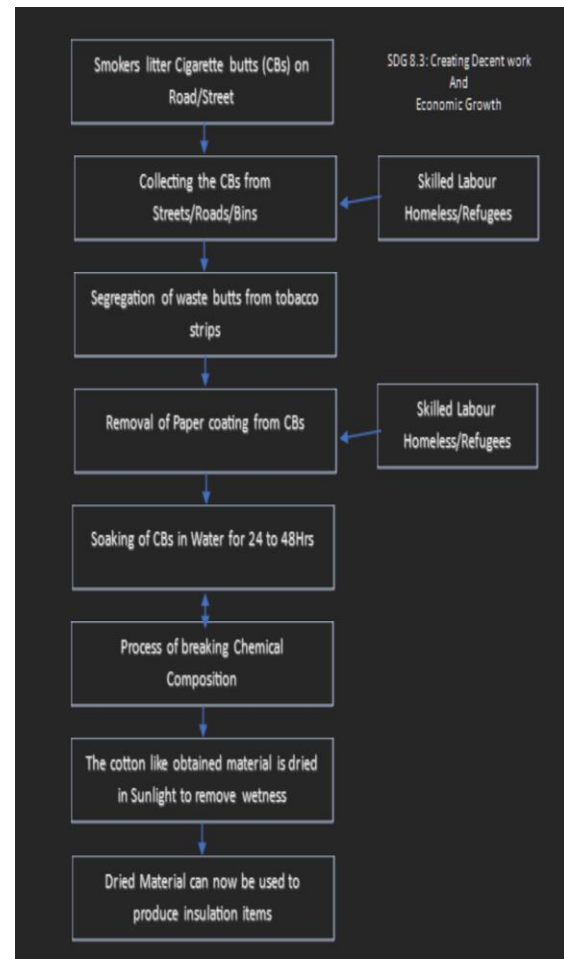 Smokers litter Cigarette butts (CBs) on
Road/Street
SDG 8.3: Creating Decent work
And
Economic Growth
Collecting the CBs from
Streets/Roads/Bins
Skilled Labour
Homeless/Refugees
Segregation of waste butts from tobacco
strips
Removal of Paper coating from CBs
Skilled Labour
Homeless/Refugees
Soaking of CBs in Water for 24 to 48Hrs
Process of breaking Chemical
Composition
The cotton like obtained material is dried
in Sunlight to remove wetness
Dried Material can now be used to
produce insulation items